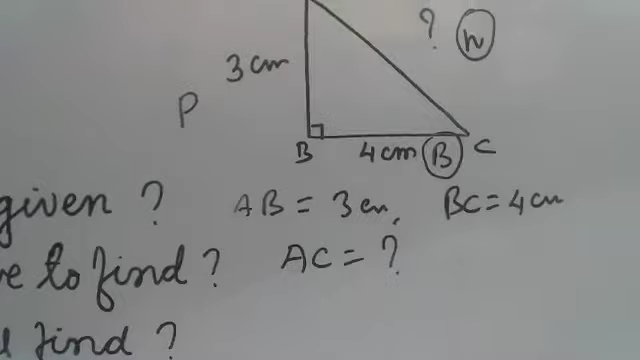 ? h
3 cm
P
B 4 cm B C
given ? AB = 3 cm, BC = 4 cm
to find ? AC = ?
find ?